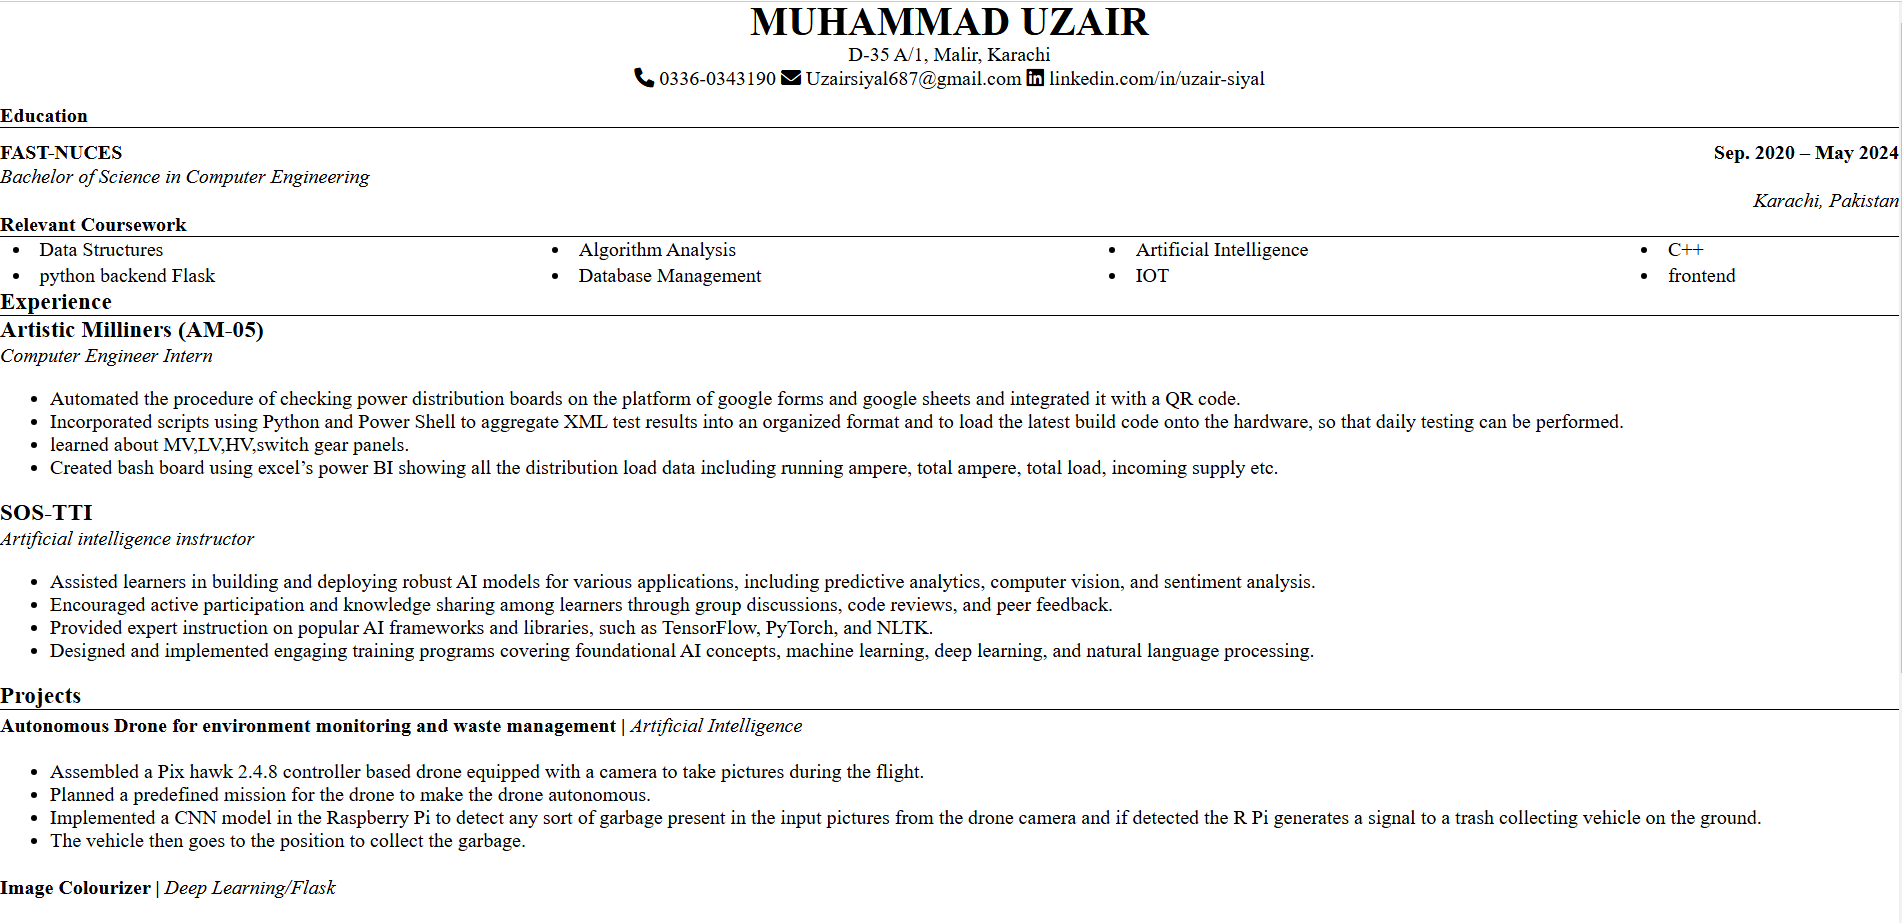 MUHAMMAD UZAIR
D-35 A/1, Malir, Karachi
0336-0343190 Uzairsiyal687@gmail.com linkedin.com/in/uzair-siyal
Education
FAST-NUCES Sep. 2020 – May 2024
Bachelor of Science in Computer Engineering
Karachi, Pakistan
Relevant Coursework
• Data Structures • Algorithm Analysis • Artificial Intelligence • C++
• python backend Flask • Database Management • IOT • frontend
Experience
Artistic Milliners (AM-05)
Computer Engineer Intern
• Automated the procedure of checking power distribution boards on the platform of google forms and google sheets and integrated it with a QR code.
• Incorporated scripts using Python and Power Shell to aggregate XML test results into an organized format and to load the latest build code onto the hardware, so that daily testing can be performed.
• learned about MV,LV,HV,switch gear panels.
• Created bash board using excel’s power BI showing all the distribution load data including running ampere, total ampere, total load, incoming supply etc.
SOS-TTI
Artificial intelligence instructor
• Assisted learners in building and deploying robust AI models for various applications, including predictive analytics, computer vision, and sentiment analysis.
• Encouraged active participation and knowledge sharing among learners through group discussions, code reviews, and peer feedback.
• Provided expert instruction on popular AI frameworks and libraries, such as TensorFlow, PyTorch, and NLTK.
• Designed and implemented engaging training programs covering foundational AI concepts, machine learning, deep learning, and natural language processing.
Projects
Autonomous Drone for environment monitoring and waste management | Artificial Intelligence
• Assembled a Pix hawk 2.4.8 controller based drone equipped with a camera to take pictures during the flight.
• Planned a predefined mission for the drone to make the drone autonomous.
• Implemented a CNN model in the Raspberry Pi to detect any sort of garbage present in the input pictures from the drone camera and if detected the R Pi generates a signal to a trash collecting vehicle on the ground.
• The vehicle then goes to the position to collect the garbage.
Image Colourizer | Deep Learning/Flask